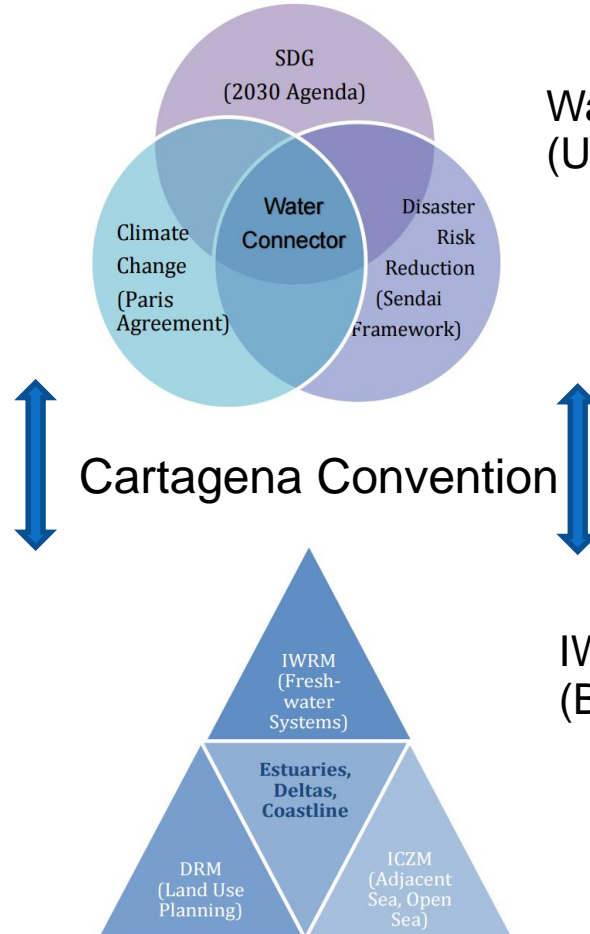 SDG
(2030 Agenda)
Water
Connector
Climate
Change
(Paris
Agreement)
Disaster
Risk
Reduction
(Sendai
Framework)
Cartagena Convention
IWRM
(Fresh-
water
Systems)
Estuaries,
Deltas,
Coastline
DRM
(Land Use
Planning)
ICZM
(Adjacent
Sea, Open
Sea)